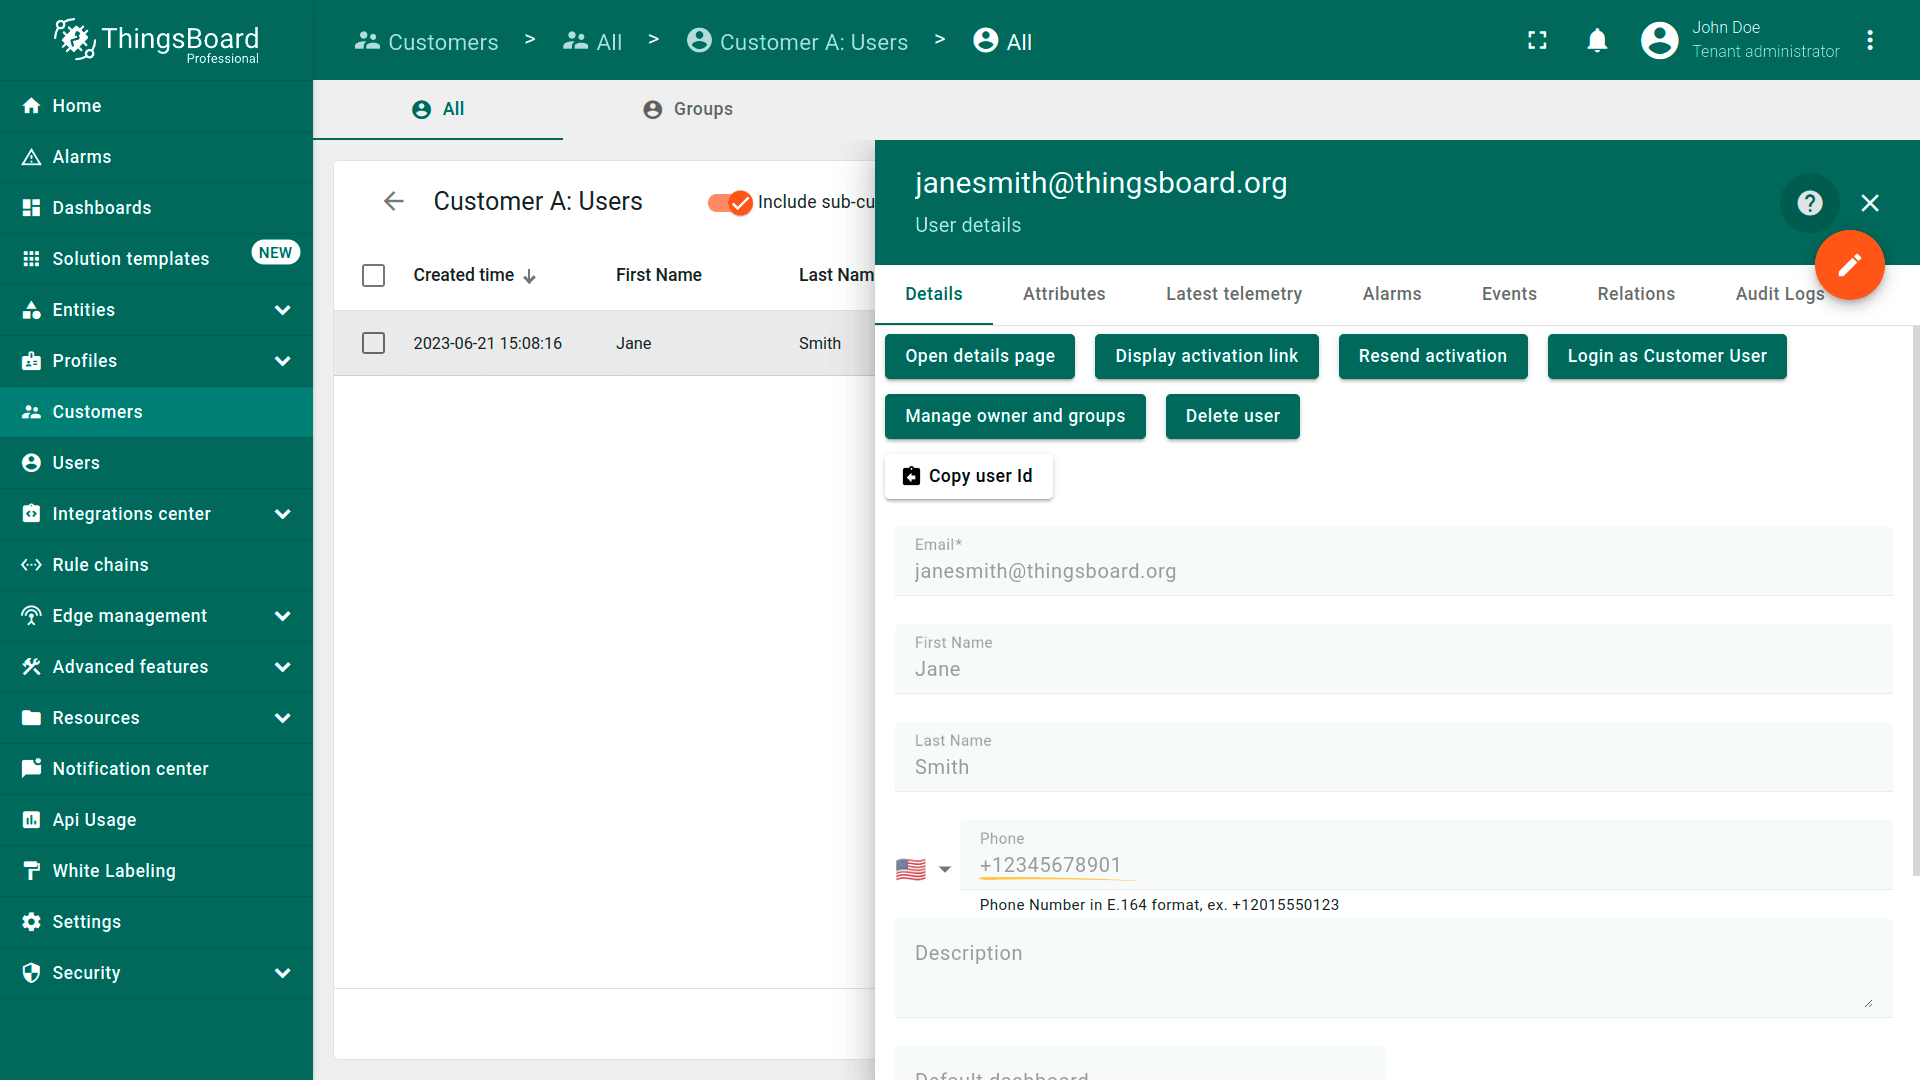 ThingsBoard
Professional
Customers > All > Customer A: Users > All
John Doe
Tenant administrator
Home
Alarms
Dashboards
Solution templates NEW
Entities
Profiles
Customers
Users
Integrations center
Rule chains
Edge management
Advanced features
Resources
Notification center
Api Usage
White Labeling
Settings
Security
All Groups
Customer A: Users Include sub-cu
Created time First Name Last Nam
2023-06-21 15:08:16 Jane Smith
janesmith@thingsboard.org
User details
Details Attributes Latest telemetry Alarms Events Relations Audit Logs
Open details page Display activation link Resend activation Login as Customer User
Manage owner and groups Delete user
Copy user Id
Email*
janesmith@thingsboard.org
First Name
Jane
Last Name
Smith
Phone
+12345678901
Phone Number in E.164 format, ex. +12015550123
Description
Default dashboard